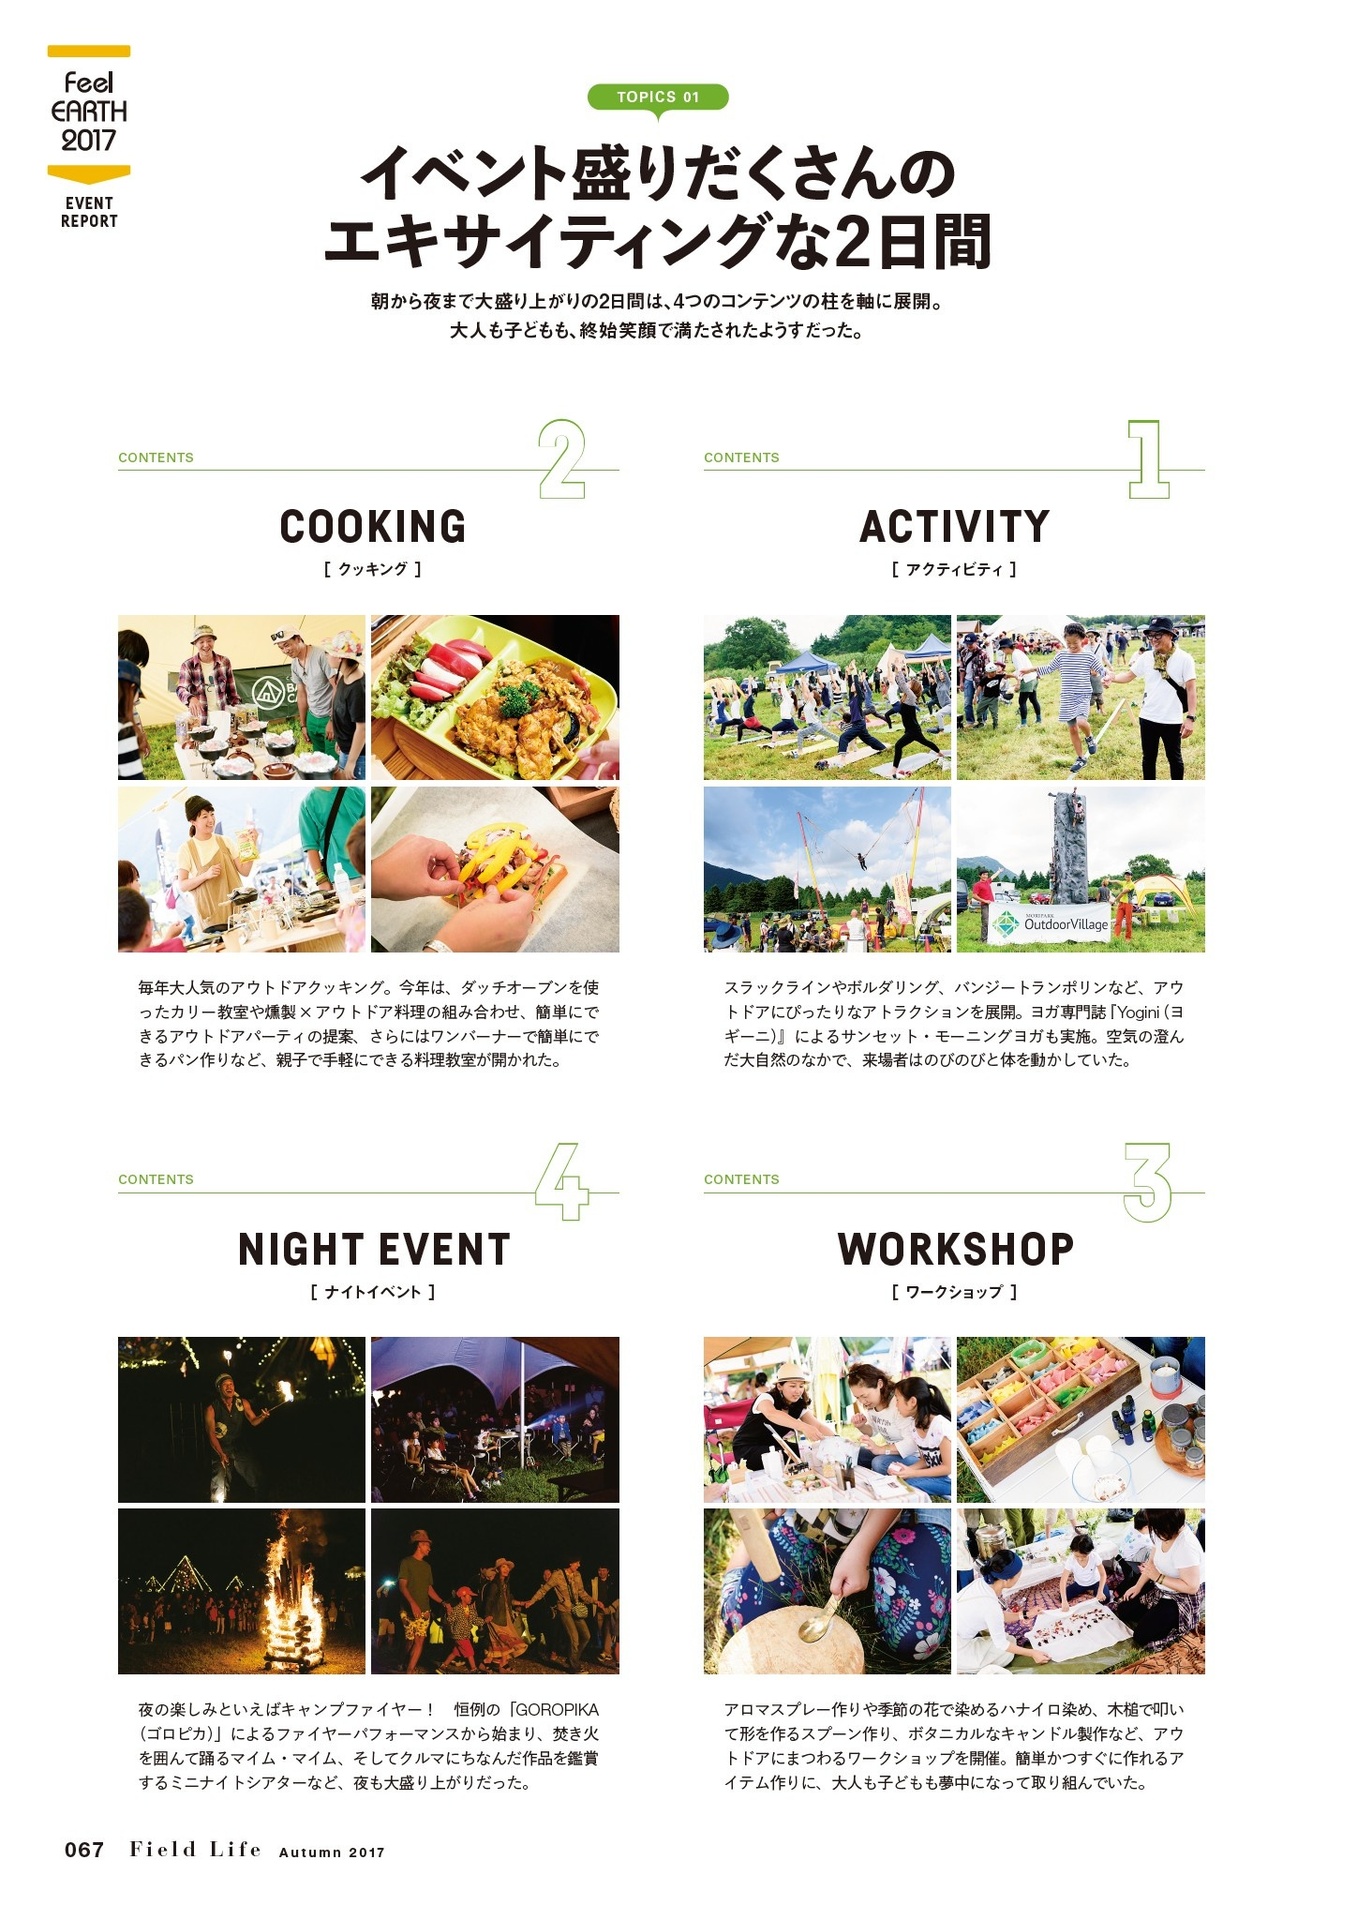 Feel
EARTH
2017
EVENT
REPORT
TOPICS 01
イベント盛りだくさんの
エキサイティングな2日間
朝から夜まで大盛り上がりの2日間は、4つのコンテンツの柱を軸に展開。
大人も子どもも、終始笑顔で満たされたようすだった。
CONTENTS
1
ACTIVITY
[ アクティビティ ]
MORIPARK
OutdoorVillage
スラックラインやボルダリング、バンジートランポリンなど、アウ
トドアにぴったりなアトラクションを展開。ヨガ専門誌『Yogini（ヨ
ギーニ）』によるサンセット・モーニングヨガも実施。空気の澄ん
だ大自然のなかで、来場者はのびのびと体を動かしていた。
CONTENTS
2
COOKING
[ クッキング ]
毎年大人気のアウトドアクッキング。今年は、ダッチオーブンを使
ったカリー教室や燻製×アウトドア料理の組み合わせ、簡単にで
きるアウトドアパーティの提案、さらにはワンバーナーで簡単にで
きるパン作りなど、親子で手軽にできる料理教室が開かれた。
CONTENTS
3
WORKSHOP
[ ワークショップ ]
アロマスプレー作りや季節の花で染めるハナイロ染め、木槌で叩い
て形を作るスプーン作り、ボタニカルなキャンドル製作など、アウ
トドアにまつわるワークショップを開催。簡単かつすぐに作れるア
イテム作りに、大人も子どもも夢中になって取り組んでいた。
CONTENTS
4
NIGHT EVENT
[ ナイトイベント ]
夜の楽しみといえばキャンプファイヤー！　恒例の「GOROPIKA
（ゴロピカ）」によるファイヤーパフォーマンスから始まり、焚き火
を囲んで踊るマイム・マイム、そしてクルマにちなんだ作品を鑑賞
するミニナイトシアターなど、夜も大盛り上がりだった。
067 Field Life Autumn 2017